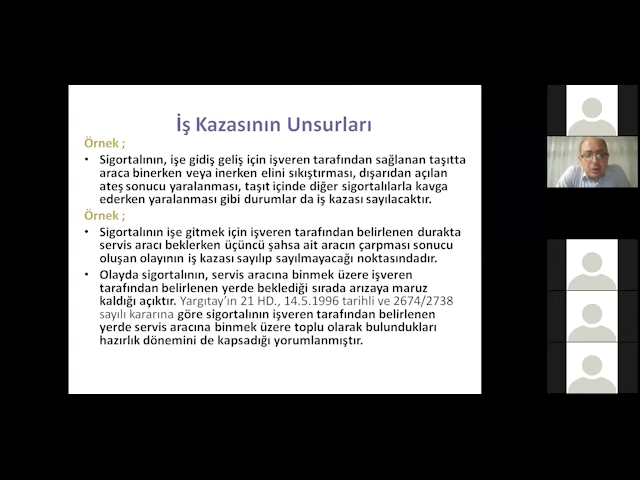 İş Kazasının Unsurları
Örnek ;
• Sigortalının, işe gidiş geliş için işveren tarafından sağlanan taşıtta
araca binerken veya inerken elini sıkıştırması, dışarıdan açılan
ateş sonucu yaralanması, taşıt içinde diğer sigortalılarla kavga
ederken yaralanması gibi durumlar da iş kazası sayılacaktır.
Örnek ;
• Sigortalının işe gitmek için işveren tarafından belirlenen durakta
servis aracı beklerken üçüncü şahsa ait aracın çarpması sonucu
oluşan olayının iş kazası sayılıp sayılmayacağı noktasındadır.
• Olayda sigortalının, servis aracına binmek üzere işveren
tarafından belirlenen yerde beklediği sırada arızaya maruz
kaldığı açıktır. Yargıtay'ın 21 HD., 14.5.1996 tarihli ve 2674/2738
sayılı kararına göre sigortalının işveren tarafından belirlenen
yerde servis aracına binmek üzere toplu olarak bulundukları
hazırlık dönemini de kapsadığı yorumlanmıştır.